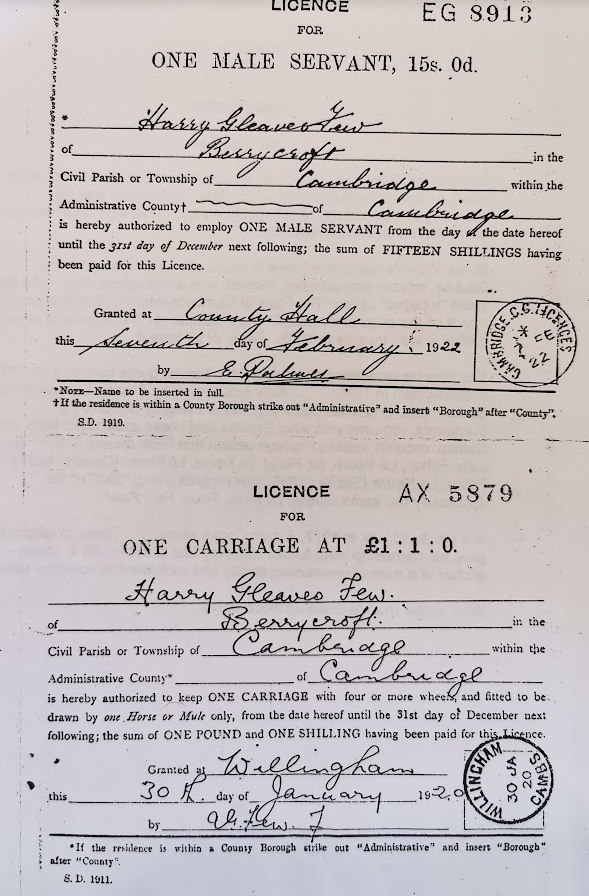 LICENCE EG 8913
FOR
ONE MALE SERVANT, 15s. 0d.
* Harry Gleaves Few
of Berrycroft in the
Civil Parish or Township of Cambridge within the
Administrative County† of Cambridge
is hereby authorized to employ ONE MALE SERVANT from the day of the date hereof
until the 31st day of December next following; the sum of FIFTEEN SHILLINGS having
been paid for this Licence.
Granted at County Hall
this Seventh day of February 1922
by E.
CAMBRIDGE.C.C. LICENCES
7 FE
22
*NOTE—Name to be inserted in full.
†If the residence is within a County Borough strike out "Administrative" and insert "Borough" after "County".
S.D. 1919.
LICENCE AX 5879
FOR
ONE CARRIAGE AT £1:1:0.
Harry Gleaves Few.
of Berrycroft. in the
Civil Parish or Township of Cambridge within the
Administrative County* of Cambridge
is hereby authorized to keep ONE CARRIAGE with four or more wheels, and fitted to be
drawn by one Horse or Mule only, from the date hereof until the 31st day of December next
following; the sum of ONE POUND and ONE SHILLING having been paid for this Licence.
Granted at Willingham
this 30th day of January 1920
by Few
WILLINGHAM
30 JA
20
CAMBS
*If the residence is within a County Borough strike out "Administrative" and insert "Borough"
after "County".
S.D. 1911.